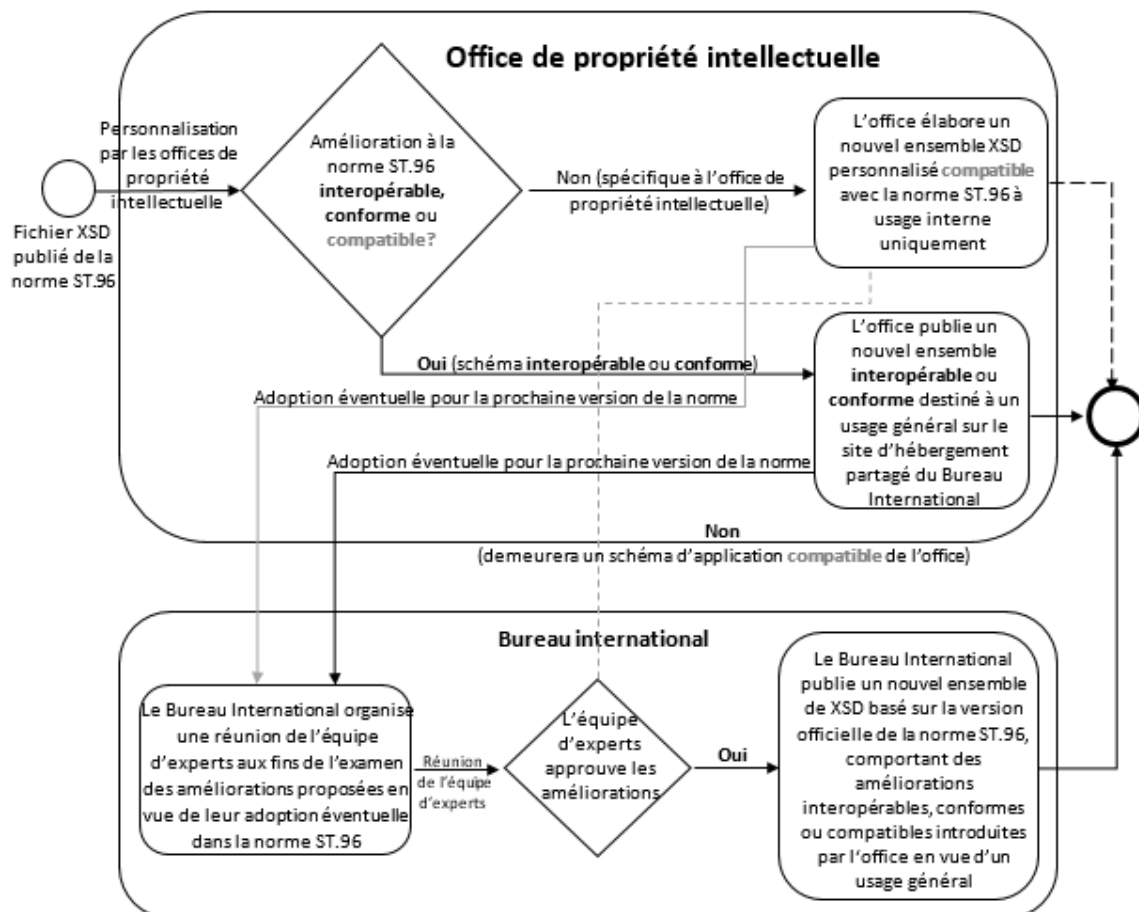 Office de propriété intellectuelle
Personnalisation
par les offices de
propriété
intellectuelle
Fichier XSD
publié de la
norme ST.96
Amélioration à la
norme ST.96
interopérable,
conforme ou
compatible?
Non (spécifique à l'office de
propriété intellectuelle)
L'office élabore un
nouvel ensemble XSD
personnalisé compatible
avec la norme ST.96 à
usage interne
uniquement
Oui (schéma interopérable ou conforme)
L'office publie un
nouvel ensemble
interopérable ou
conforme destiné à un
usage général sur le
site d'hébergement
partagé du Bureau
International
Adoption éventuelle pour la prochaine version de la norme
Adoption éventuelle pour la prochaine version de la norme
Non
(demeurera un schéma d'application compatible de l'office)
Bureau international
Le Bureau International organise
une réunion de l'équipe
d'experts aux fins de l'examen
des améliorations proposées en
vue de leur adoption éventuelle
dans la norme ST.96
Réunion
de l'équipe
d'experts
L'équipe
d'experts
approuve les
améliorations
Oui
Le Bureau International
publie un nouvel ensemble
de XSD basé sur la version
officielle de la norme ST.96,
comportant des
améliorations
interopérables, conformes
ou compatibles introduites
par l'office en vue d'un
usage général